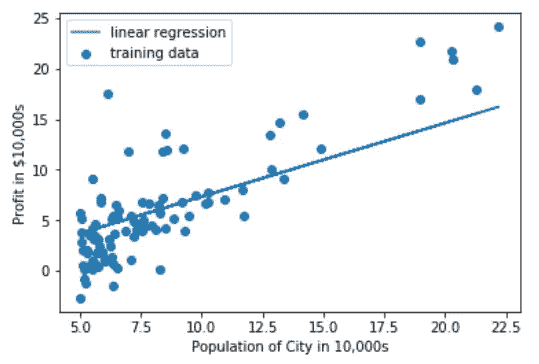 linear regression
training data
25
20
15
10
5
0
Profit in $10,000s
5.0 7.5 10.0 12.5 15.0 17.5 20.0 22.5
Population of City in 10,000s